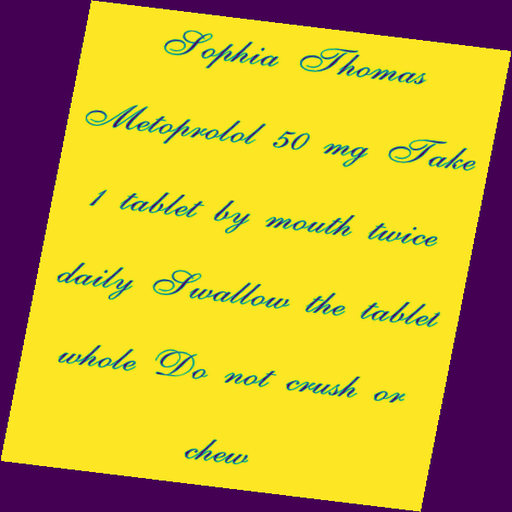 Sophia Thomas
Metoprolol 50 mg Take
1 tablet by mouth twice
daily Swallow the tablet
whole Do not crush or
chew